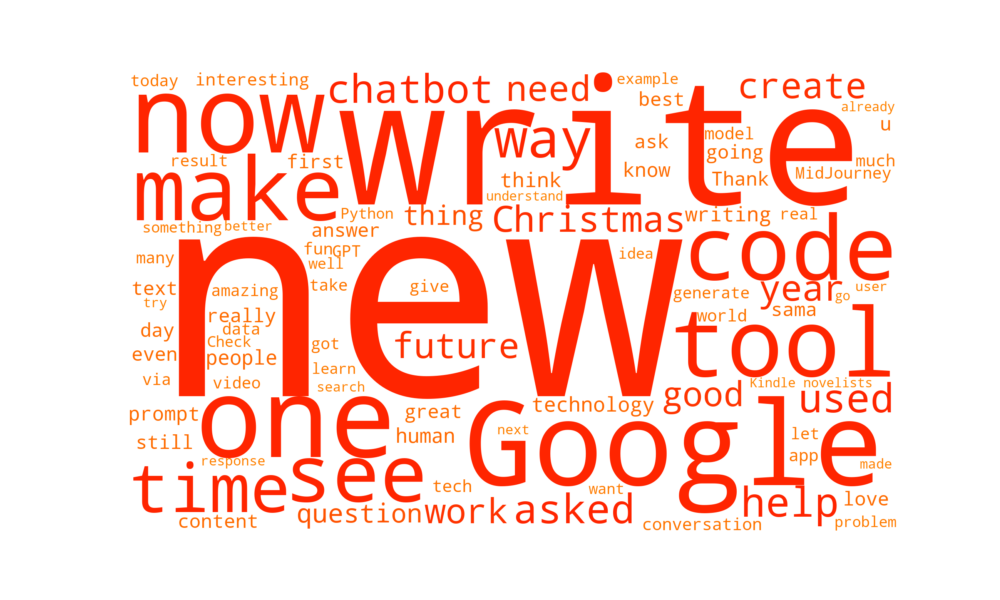 today interesting chatbot need example create
now write best already
u
way ask model
result first know going much
make think Thank MidJourney
understand
Python thing Christmas writing real
something better answer code
many fun GPT new idea
well
text amazing take give generate year go user
try
day really future world sama
data tool
even Check got
people
via video learn Kindle novelists
search
prompt one great technology good used
still human next Google let
response app made
time see tech want help love
content question work asked conversation problem